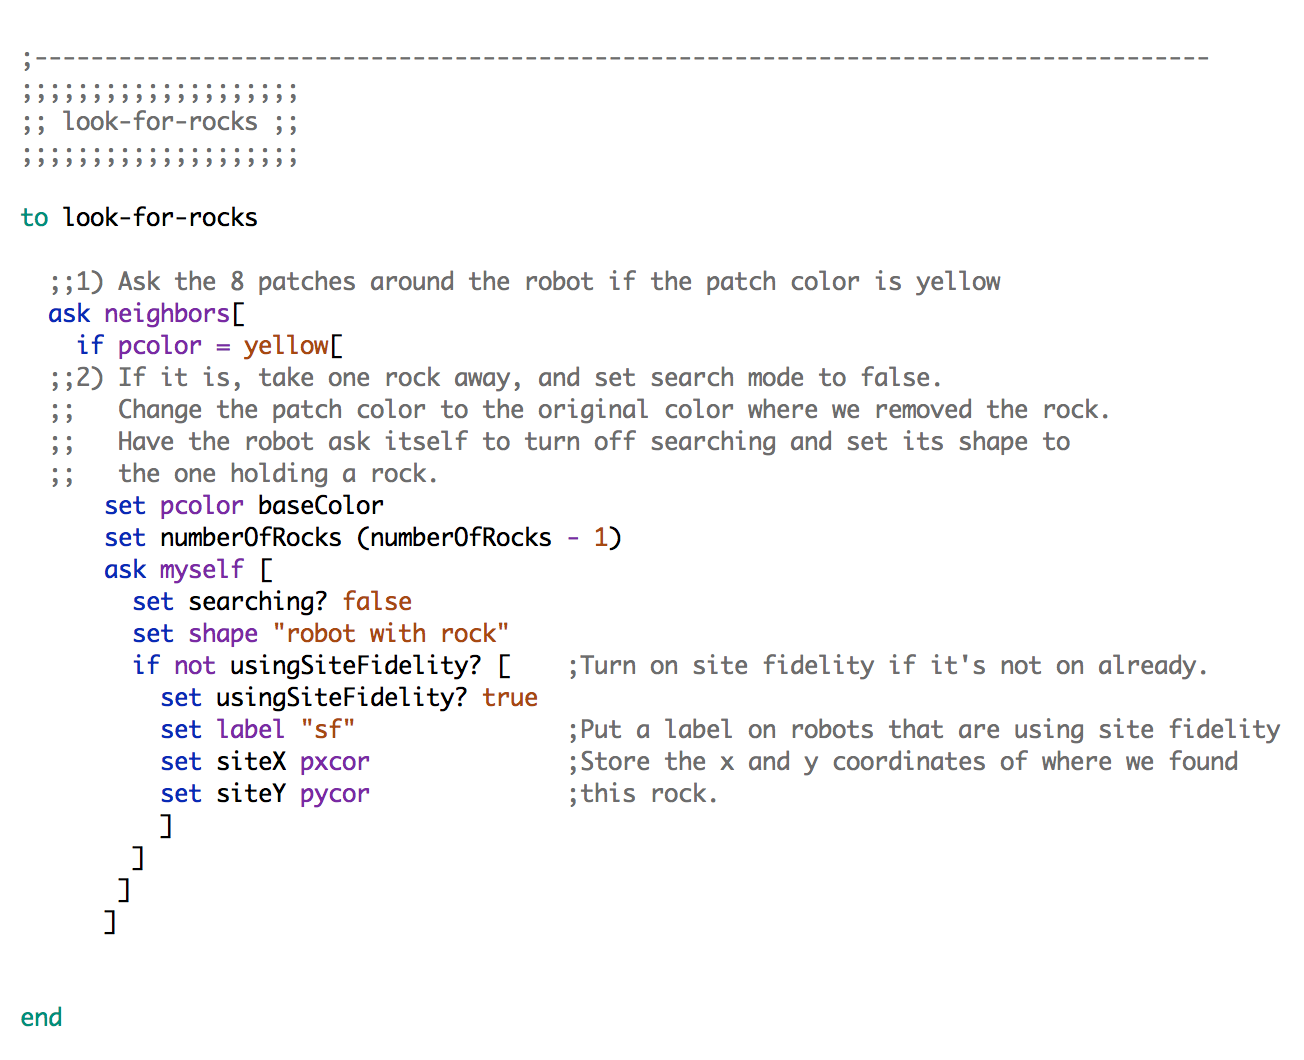 ;------------------------------------------------------------------------------------
;;;;;;;;;;;;;;;;;;;;
;; look-for-rocks ;;
;;;;;;;;;;;;;;;;;;;;
to look-for-rocks
;;1) Ask the 8 patches around the robot if the patch color is yellow
ask neighbors[
if pcolor = yellow[
;;2) If it is, take one rock away, and set search mode to false.
;;   Change the patch color to the original color where we removed the rock.
;;   Have the robot ask itself to turn off searching and set its shape to
;;   the one holding a rock.
set pcolor baseColor
set numberOfRocks (numberOfRocks - 1)
ask myself [
set searching? false
set shape "robot with rock"
if not usingSiteFidelity? [    ;Turn on site fidelity if it's not on already.
set usingSiteFidelity? true
set label "sf"               ;Put a label on robots that are using site fidelity
set siteX pxcor              ;Store the x and y coordinates of where we found
set siteY pycor              ;this rock.
]
]
]
]
end